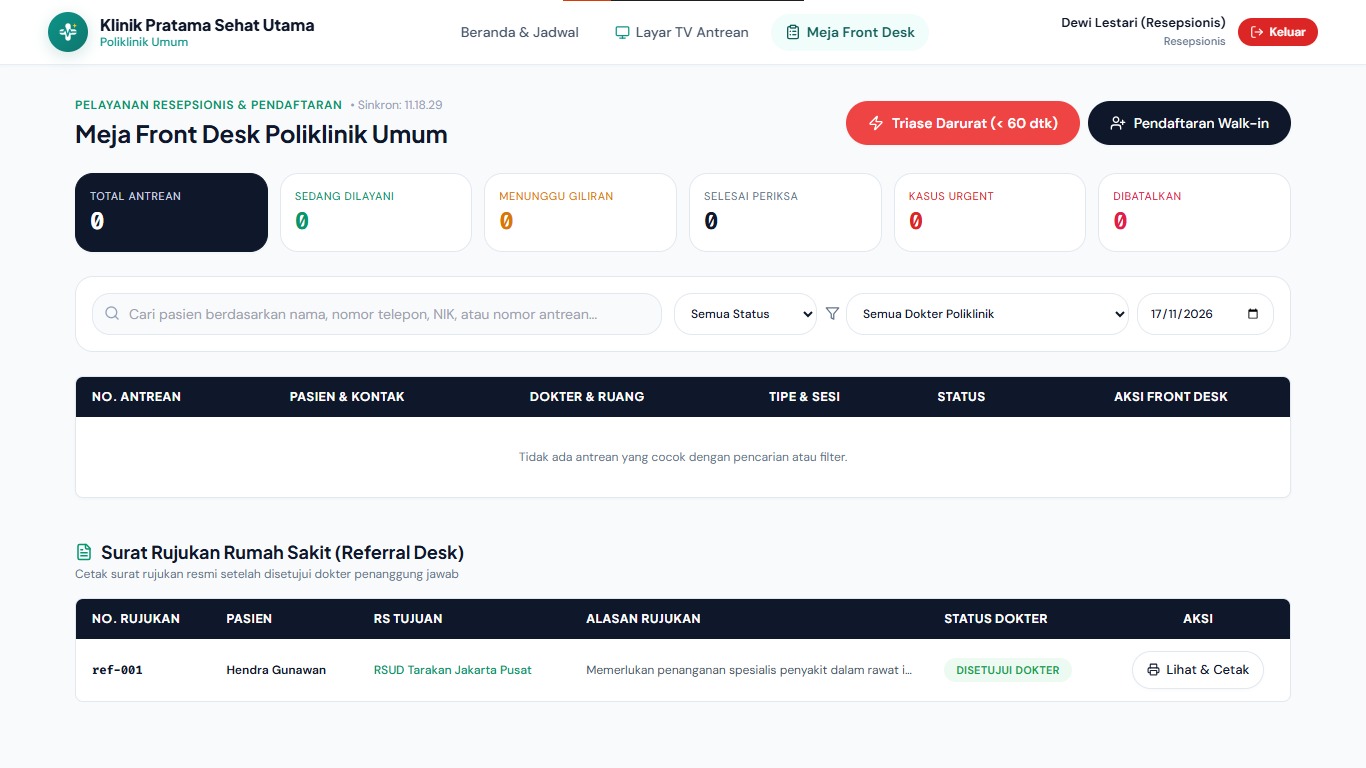 Klinik Pratama Sehat Utama
Poliklinik Umum
Beranda & Jadwal
Layar TV Antrean
Meja Front Desk
Dewi Lestari (Resepsionis)
Resepsionis
Keluar
PELAYANAN RESEPSIONIS & PENDAFTARAN • Sinkron: 11.18.29
Meja Front Desk Poliklinik Umum
Triase Darurat (< 60 dtk)
Pendaftaran Walk-in
TOTAL ANTREAN
0
SEDANG DILAYANI
0
MENUNGGU GILIRAN
0
SELESAI PERIKSA
0
KASUS URGENT
0
DIBATALKAN
0
Cari pasien berdasarkan nama, nomor telepon, NIK, atau nomor antrean...
Semua Status
Semua Dokter Poliklinik
17/11/2026
NO. ANTREAN PASIEN & KONTAK DOKTER & RUANG TIPE & SESI STATUS AKSI FRONT DESK
Tidak ada antrean yang cocok dengan pencarian atau filter.
Surat Rujukan Rumah Sakit (Referral Desk)
Cetak surat rujukan resmi setelah disetujui dokter penanggung jawab
NO. RUJUKAN PASIEN RS TUJUAN ALASAN RUJUKAN STATUS DOKTER AKSI
ref-001 Hendra Gunawan RSUD Tarakan Jakarta Pusat Memerlukan penanganan spesialis penyakit dalam rawat i... DISETUJUI DOKTER Lihat & Cetak